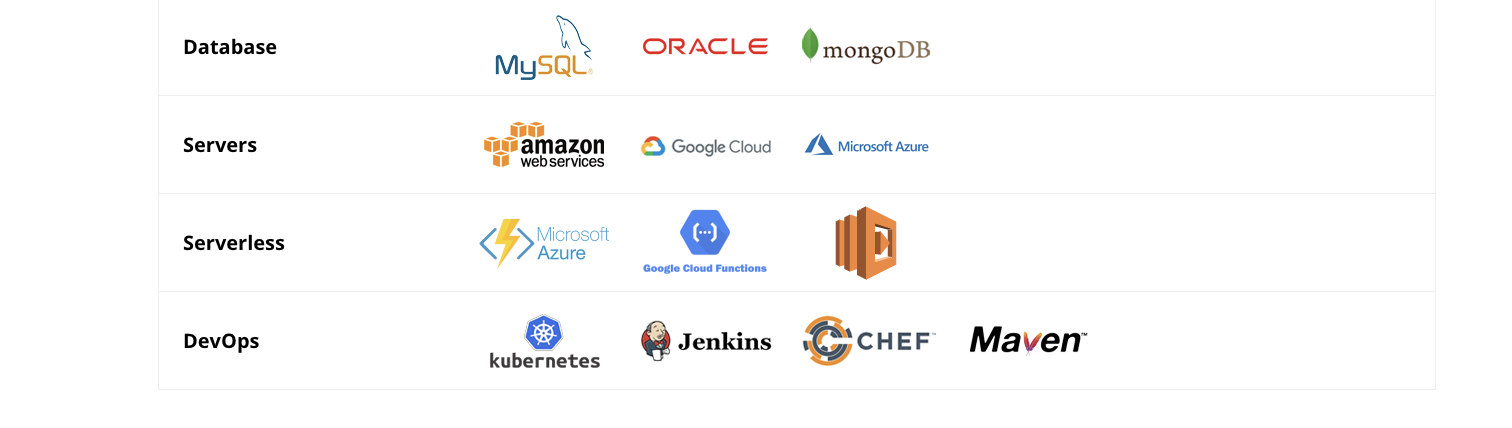 Database
MySQL®
ORACLE
mongoDB
Servers
amazon
web services
Google Cloud
Microsoft Azure
Serverless
Microsoft
Azure
Google Cloud Functions
DevOps
kubernetes
Jenkins
CHEF™
Maven™